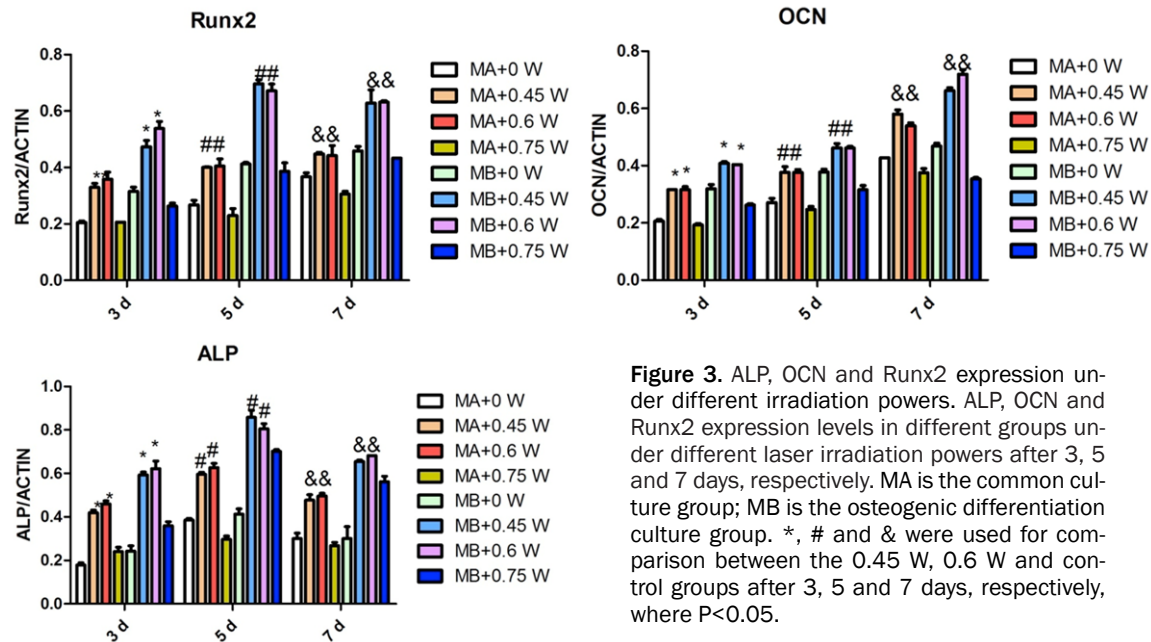 Runx2
Runx2/ACTIN
0.8
0.6
0.4
0.2
0.0
* *
* *
##
##
&&
&&
3 d
5 d
7 d
MA+0 W
MA+0.45 W
MA+0.6 W
MA+0.75 W
MB+0 W
MB+0.45 W
MB+0.6 W
MB+0.75 W
OCN
OCN/ACTIN
0.8
0.6
0.4
0.2
0.0
* *
* *
##
##
&&
&&
3 d
5 d
7 d
MA+0 W
MA+0.45 W
MA+0.6 W
MA+0.75 W
MB+0 W
MB+0.45 W
MB+0.6 W
MB+0.75 W
ALP
ALP/ACTIN
1.0
0.8
0.6
0.4
0.2
0.0
* *
* *
# #
# #
&&
&&
3 d
5 d
7 d
MA+0 W
MA+0.45 W
MA+0.6 W
MA+0.75 W
MB+0 W
MB+0.45 W
MB+0.6 W
MB+0.75 W
Figure 3. ALP, OCN and Runx2 expression un-
der different irradiation powers. ALP, OCN and
Runx2 expression levels in different groups un-
der different laser irradiation powers after 3, 5
and 7 days, respectively. MA is the common cul-
ture group; MB is the osteogenic differentiation
culture group. *, # and & were used for com-
parison between the 0.45 W, 0.6 W and con-
trol groups after 3, 5 and 7 days, respectively,
where P<0.05.